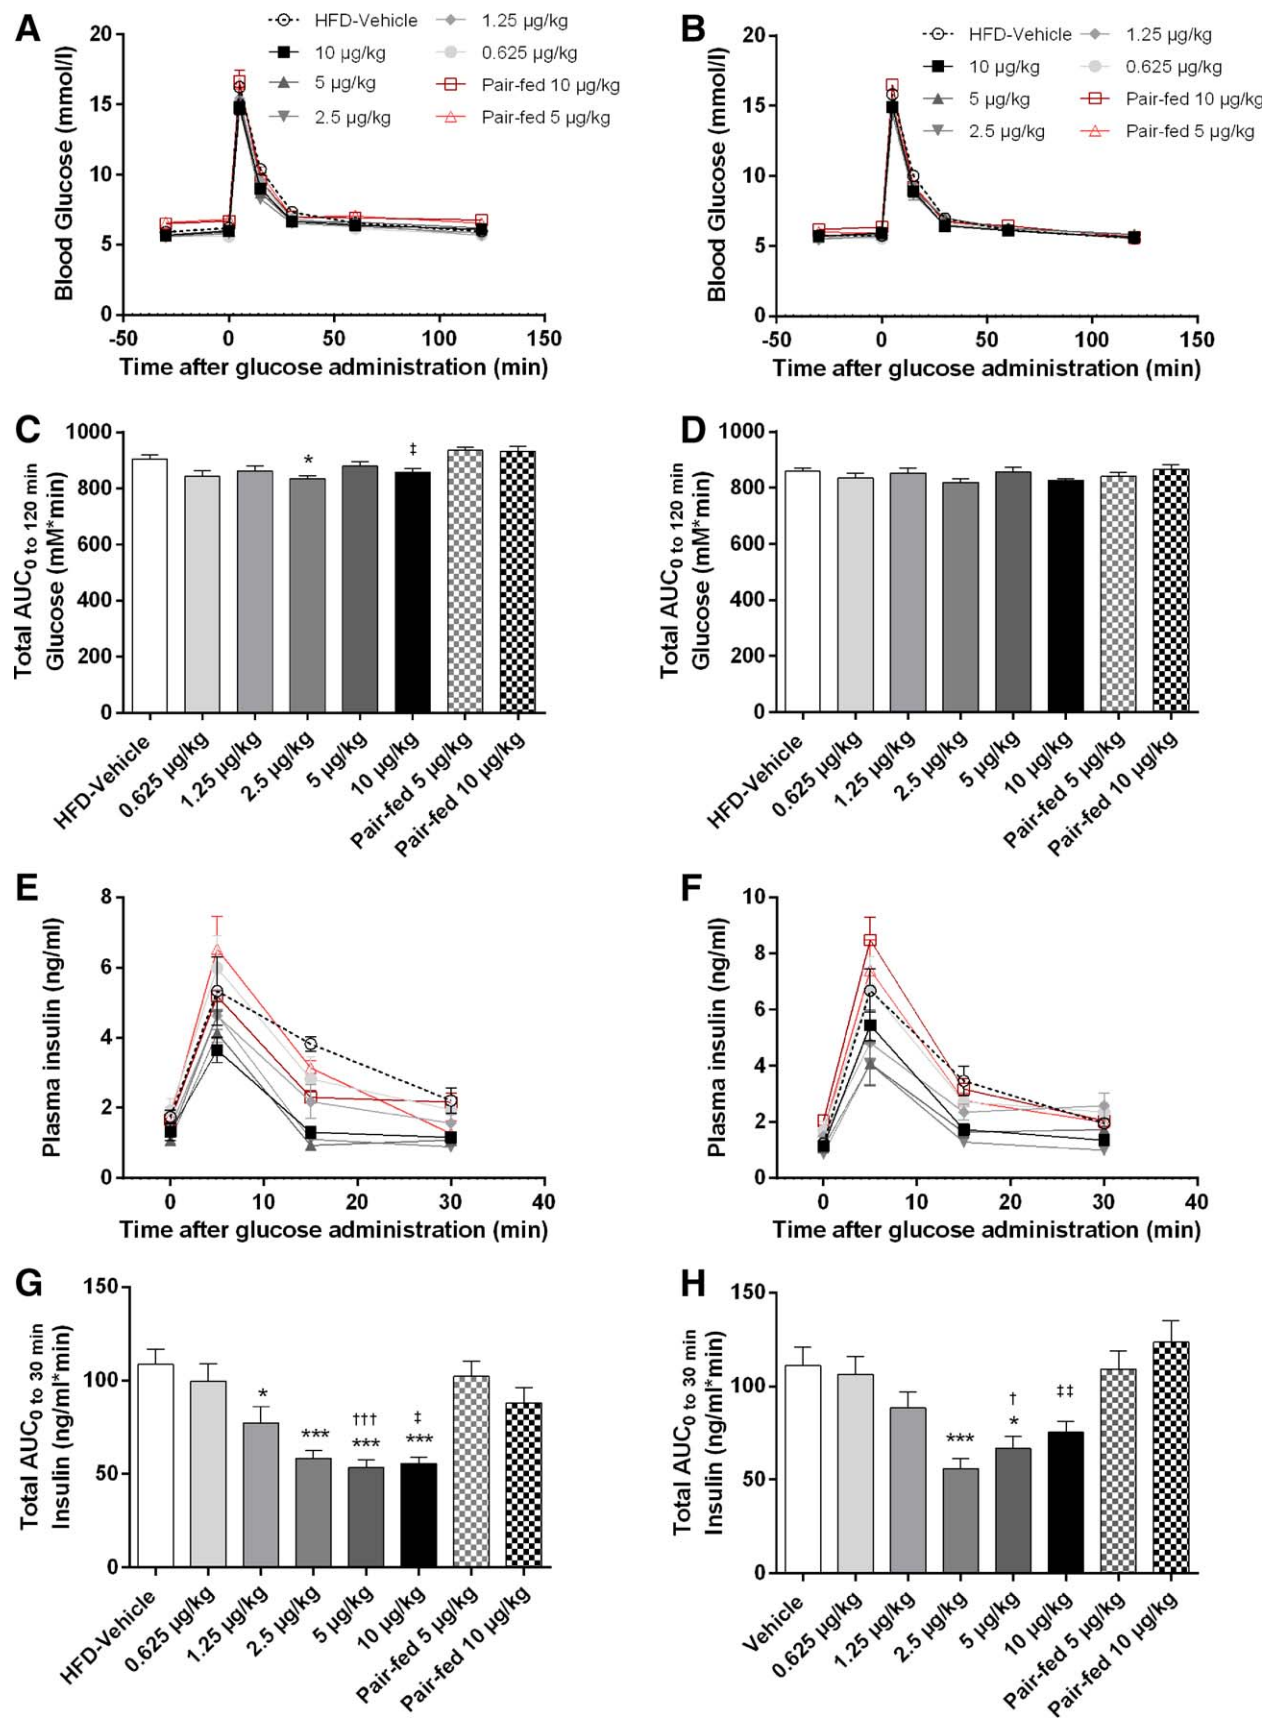 A
HFD-Vehicle
10 µg/kg
5 µg/kg
2.5 µg/kg
1.25 µg/kg
0.625 µg/kg
Pair-fed 10 µg/kg
Pair-fed 5 µg/kg
Blood Glucose (mmol/l)
20
15
10
5
0
-50 0 50 100 150
Time after glucose administration (min)
B
HFD-Vehicle
10 µg/kg
5 µg/kg
2.5 µg/kg
1.25 µg/kg
0.625 µg/kg
Pair-fed 10 µg/kg
Pair-fed 5 µg/kg
Blood Glucose (mmol/l)
20
15
10
5
0
-50 0 50 100 150
Time after glucose administration (min)
C
Total AUC0 to 120 min
Glucose (mM*min)
1000
800
600
400
200
0
* ‡
HFD-Vehicle
0.625 µg/kg
1.25 µg/kg
2.5 µg/kg
5 µg/kg
10 µg/kg
Pair-fed 5 µg/kg
Pair-fed 10 µg/kg
D
Total AUC0 to 120 min
Glucose (mM*min)
1000
800
600
400
200
0
HFD-Vehicle
0.625 µg/kg
1.25 µg/kg
2.5 µg/kg
5 µg/kg
10 µg/kg
Pair-fed 5 µg/kg
Pair-fed 10 µg/kg
E
Plasma insulin (ng/ml)
8
6
4
2
0
0 10 20 30 40
Time after glucose administration (min)
F
Plasma insulin (ng/ml)
10
8
6
4
2
0
0 10 20 30 40
Time after glucose administration (min)
G
Total AUC0 to 30 min
Insulin (ng/ml*min)
150
100
50
0
*
***
†††
***
‡
***
HFD-Vehicle
0.625 µg/kg
1.25 µg/kg
2.5 µg/kg
5 µg/kg
10 µg/kg
Pair-fed 5 µg/kg
Pair-fed 10 µg/kg
H
Total AUC0 to 30 min
Insulin (ng/ml*min)
150
100
50
0
***
†
*
‡‡
Vehicle
0.625 µg/kg
1.25 µg/kg
2.5 µg/kg
5 µg/kg
10 µg/kg
Pair-fed 5 µg/kg
Pair-fed 10 µg/kg